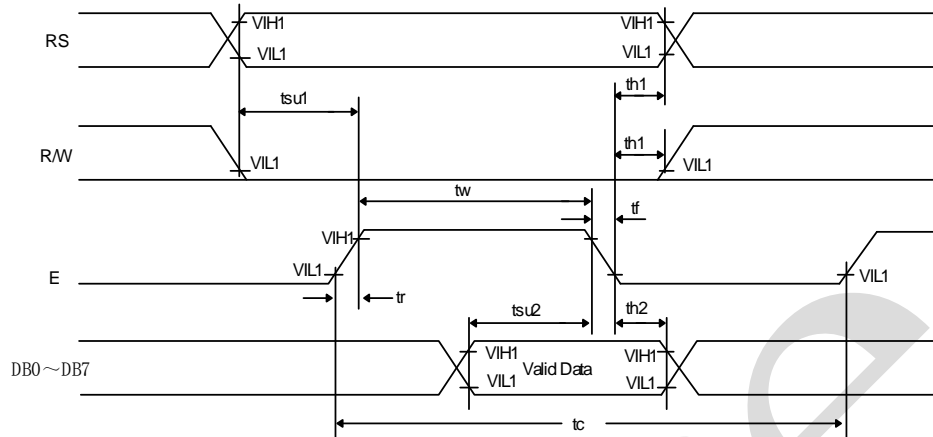 VIH1 VIH1
RS
VIL1 VIL1
tsu1 th1
th1
R/W
VIL1 VIL1
tw
tf
VIH1
E VIL1 VIL1
tr
tsu2 th2
VIH1 Valid Data VIH1
DB0～DB7
VIL1 VIL1
tc